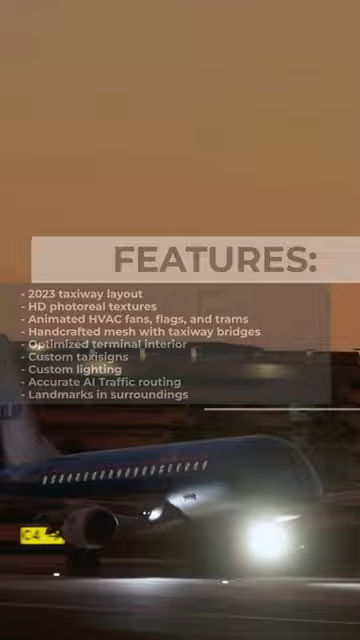 FEATURES:
- 2023 taxiway layout
- HD photoreal textures
- Animated HVAC fans, flags, and trams
- Handcrafted mesh with taxiway bridges
- Optimized terminal interior
- Custom taxisigns
- Custom lighting
- Accurate AI Traffic routing
- Landmarks in surroundings
C4